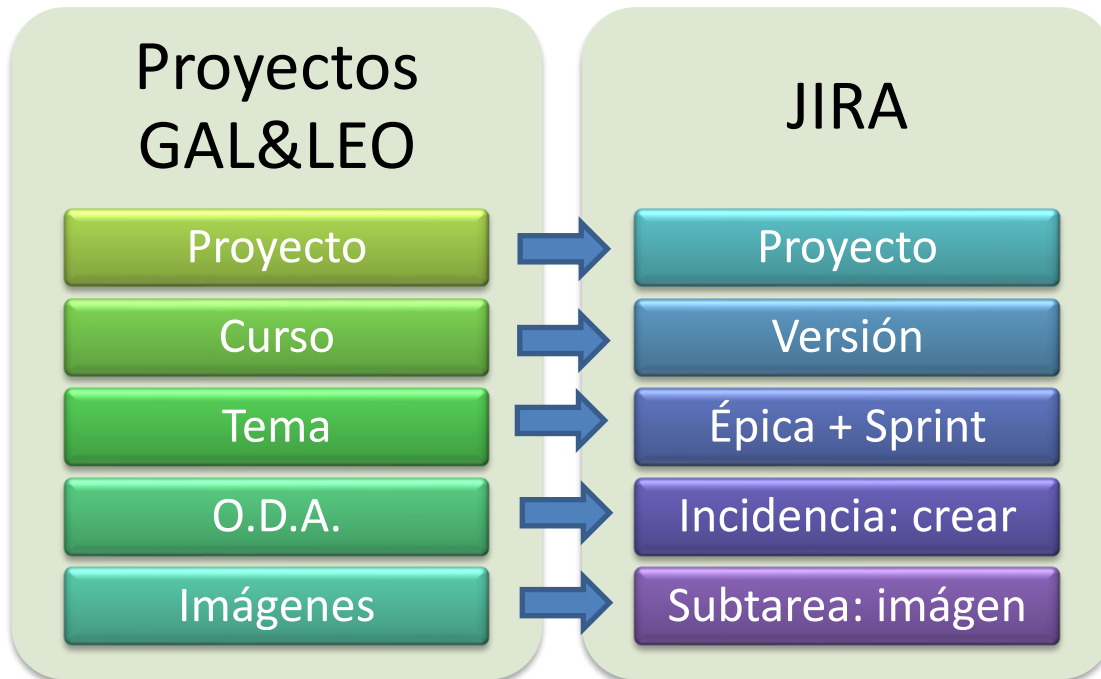 Proyectos
GAL&LEO
Proyecto
Curso
Tema
O.D.A.
Imágenes
JIRA
Proyecto
Versión
Épica + Sprint
Incidencia: crear
Subtarea: imágen